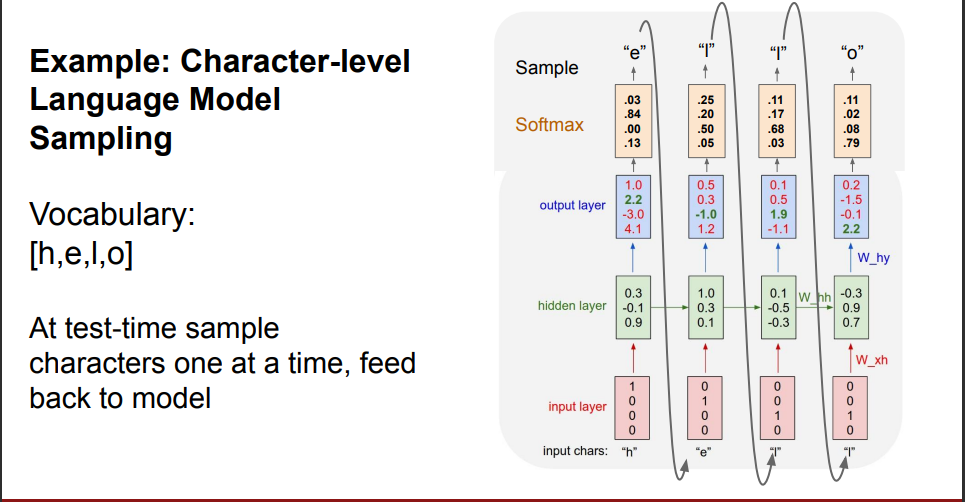 Example: Character-level
Language Model
Sampling
Vocabulary:
[h,e,l,o]
At test-time sample
characters one at a time, feed
back to model
Sample “e” “l” “l” “o”
Softmax
.03 .25 .11 .11
.84 .20 .17 .02
.00 .50 .68 .08
.13 .05 .03 .79
output layer
1.0 0.5 0.1 0.2
2.2 0.3 0.5 -1.5
-3.0 -1.0 1.9 -0.1
4.1 1.2 -1.1 2.2
W_hy
hidden layer
0.3 1.0 0.1 W_hh -0.3
-0.1 0.3 -0.5 0.9
0.9 0.1 -0.3 0.7
W_xh
input layer
1 0 0 0
0 1 0 0
0 0 1 1
0 0 0 0
input chars: “h” “e” “l” “l”